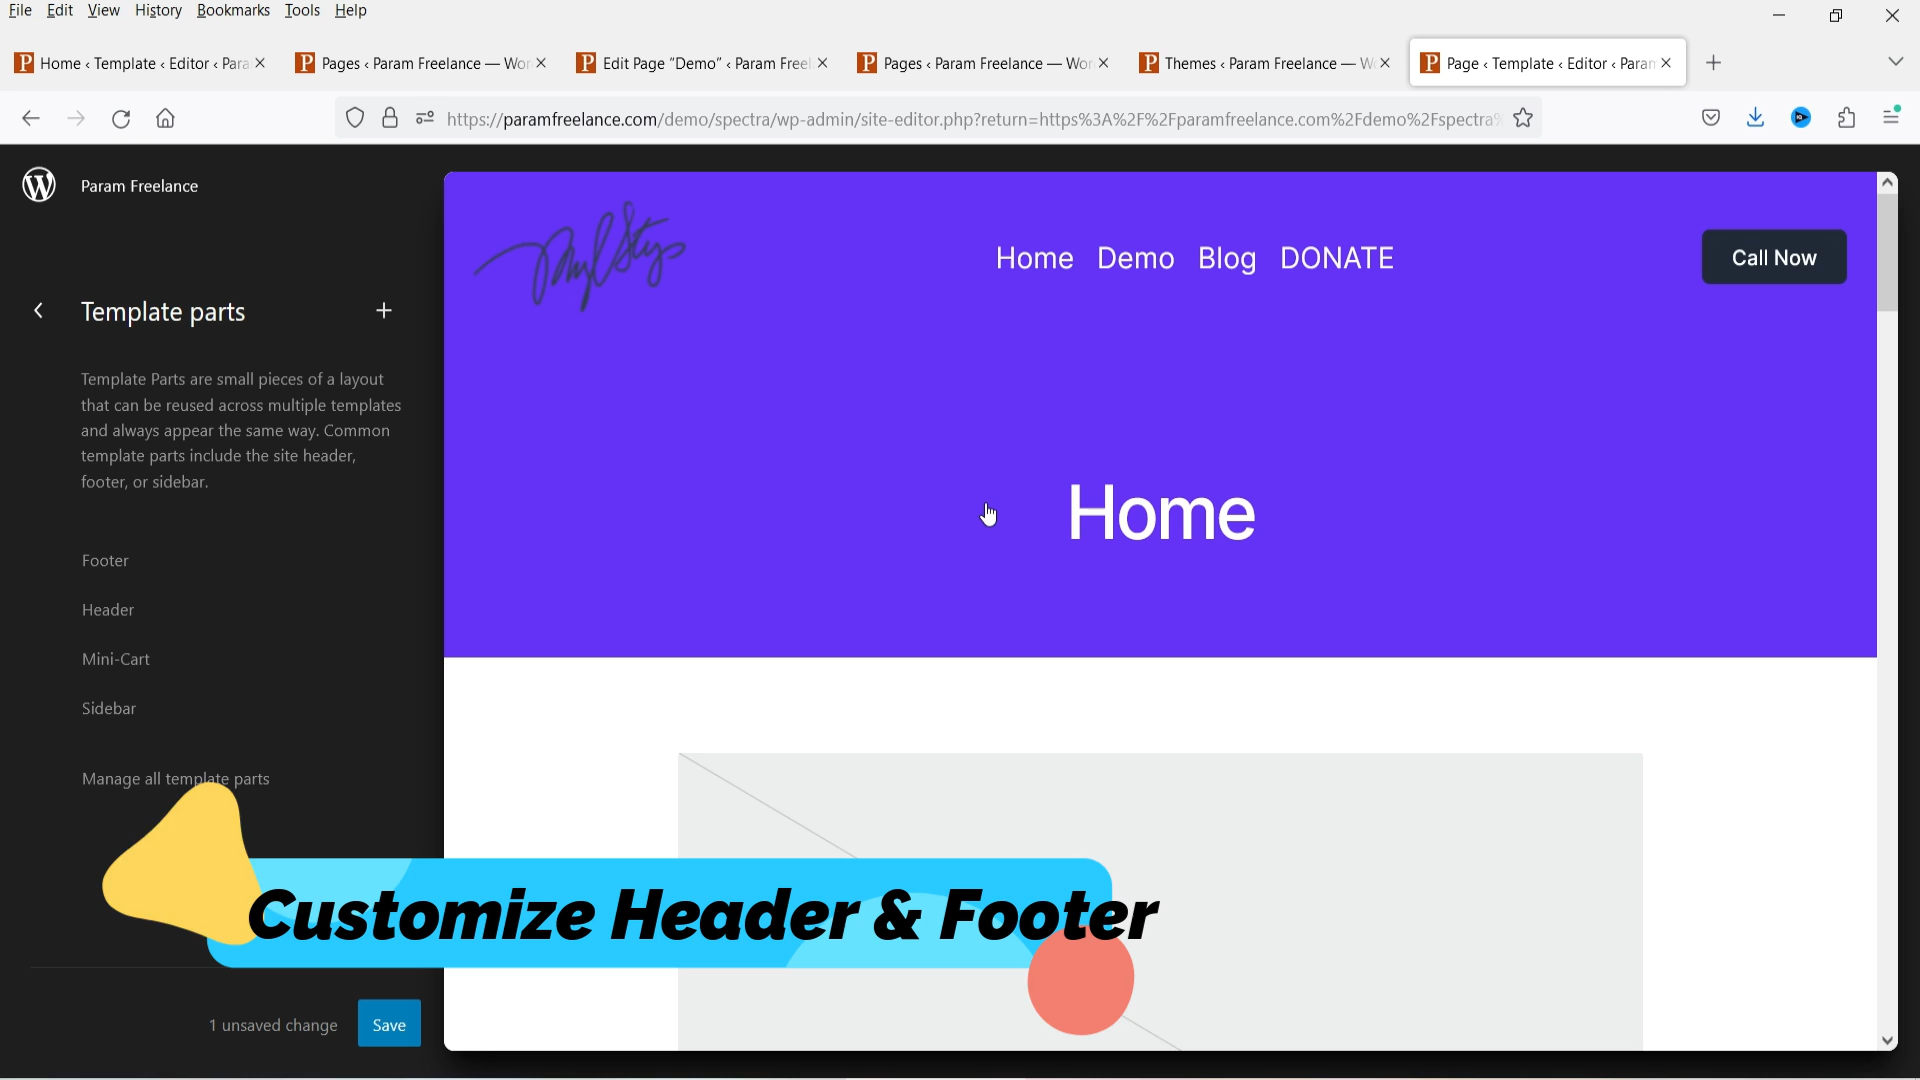 File Edit View History Bookmarks Tools Help
Home ‹ Template ‹ Editor ‹ Para
Pages ‹ Param Freelance — Wor
Edit Page “Demo” ‹ Param Freel
Pages ‹ Param Freelance — Wor
Themes ‹ Param Freelance — W
Page ‹ Template ‹ Editor ‹ Param
https://paramfreelance.com/demo/spectra/wp-admin/site-editor.php?return=https%3A%2F%2Fparamfreelance.com%2Fdemo%2Fspectra%
Param Freelance
Home Demo Blog DONATE
Call Now
Template parts
Template Parts are small pieces of a layout
that can be reused across multiple templates
and always appear the same way. Common
template parts include the site header,
footer, or sidebar.
Home
Footer
Header
Mini-Cart
Sidebar
Manage all template parts
Customize Header & Footer
1 unsaved change
Save